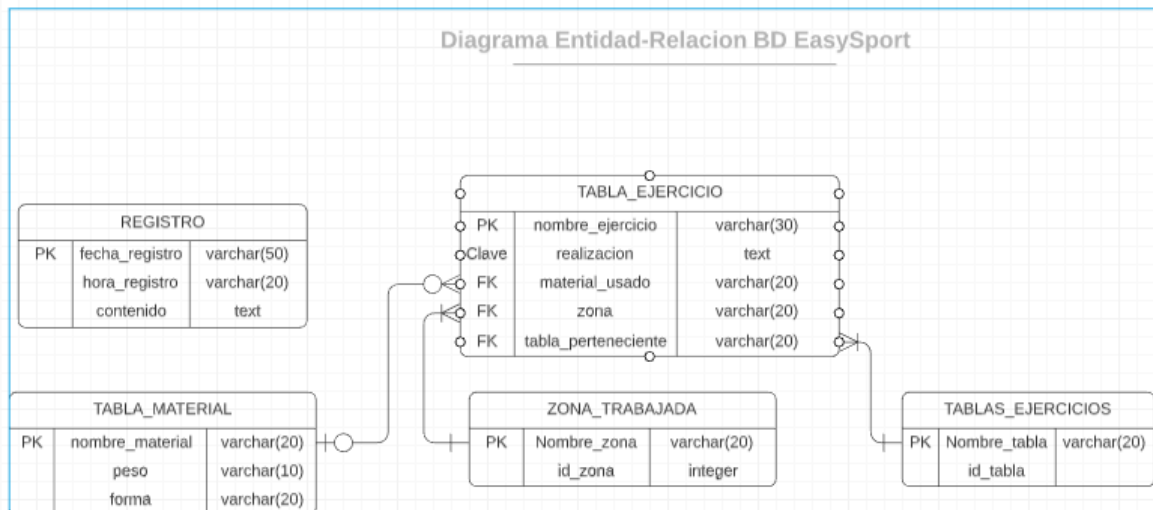 Diagrama Entidad-Relacion BD EasySport
TABLA_EJERCICIO
PK nombre_ejercicio varchar(30)
Clave realizacion text
FK material_usado varchar(20)
FK zona varchar(20)
FK tabla_perteneciente varchar(20)
REGISTRO
PK fecha_registro varchar(50)
hora_registro varchar(20)
contenido text
TABLA_MATERIAL
PK nombre_material varchar(20)
peso varchar(10)
forma varchar(20)
ZONA_TRABAJADA
PK Nombre_zona varchar(20)
id_zona integer
TABLAS_EJERCICIOS
PK Nombre_tabla varchar(20)
id_tabla